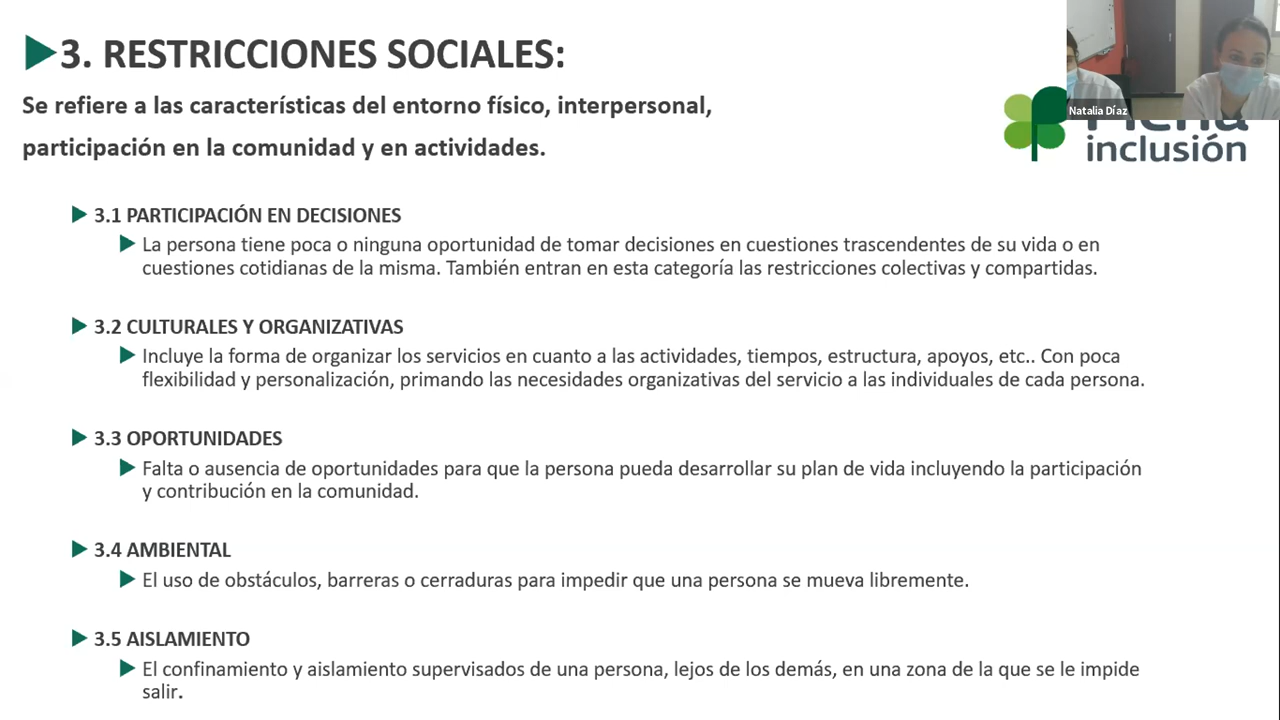 3. RESTRICCIONES SOCIALES:
Se refiere a las características del entorno físico, interpersonal,
participación en la comunidad y en actividades.
Natalia Díaz
inclusión
3.1 PARTICIPACIÓN EN DECISIONES
La persona tiene poca o ninguna oportunidad de tomar decisiones en cuestiones trascendentes de su vida o en
cuestiones cotidianas de la misma. También entran en esta categoría las restricciones colectivas y compartidas.
3.2 CULTURALES Y ORGANIZATIVAS
Incluye la forma de organizar los servicios en cuanto a las actividades, tiempos, estructura, apoyos, etc.. Con poca
flexibilidad y personalización, primando las necesidades organizativas del servicio a las individuales de cada persona.
3.3 OPORTUNIDADES
Falta o ausencia de oportunidades para que la persona pueda desarrollar su plan de vida incluyendo la participación
y contribución en la comunidad.
3.4 AMBIENTAL
El uso de obstáculos, barreras o cerraduras para impedir que una persona se mueva libremente.
3.5 AISLAMIENTO
El confinamiento y aislamiento supervisados de una persona, lejos de los demás, en una zona de la que se le impide
salir.